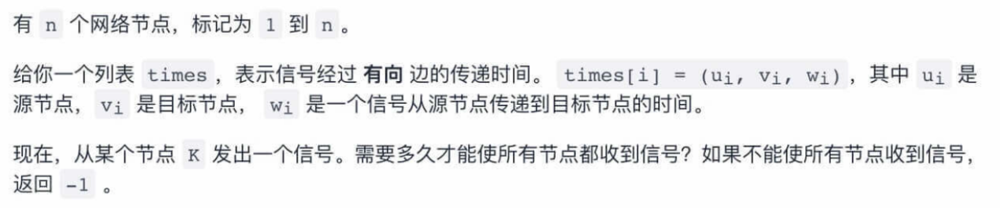 有 n 个网络节点，标记为 1 到 n 。
给你一个列表 times ，表示信号经过 有向 边的传递时间。 times[i] = (ui, vi, wi) ，其中 ui 是
源节点， vi 是目标节点， wi 是一个信号从源节点传递到目标节点的时间。
现在，从某个节点 K 发出一个信号。需要多久才能使所有节点都收到信号？如果不能使所有节点收到信号，
返回 -1 。